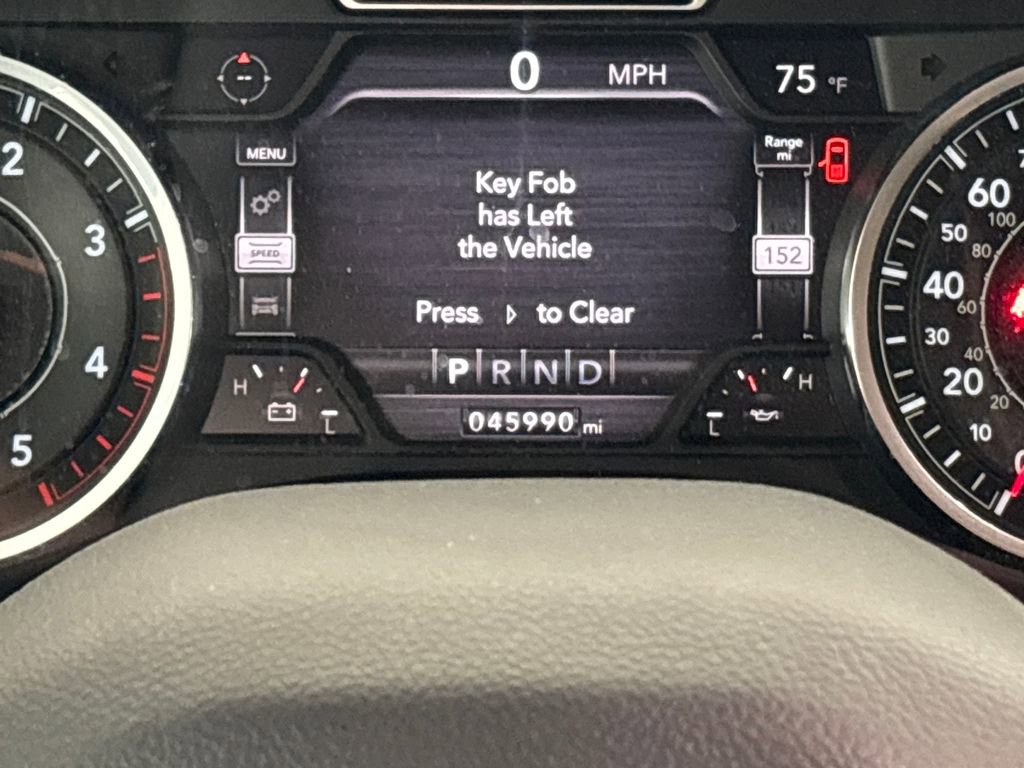 0 MPH
75 °F
MENU
Range
mi
SPEED
152
Key Fob
has Left
the Vehicle
Press to Clear
P R N D
045990 mi
H
L
H
L
2
3
4
5
60
50
40
30
20
10
100
80
60
40
20